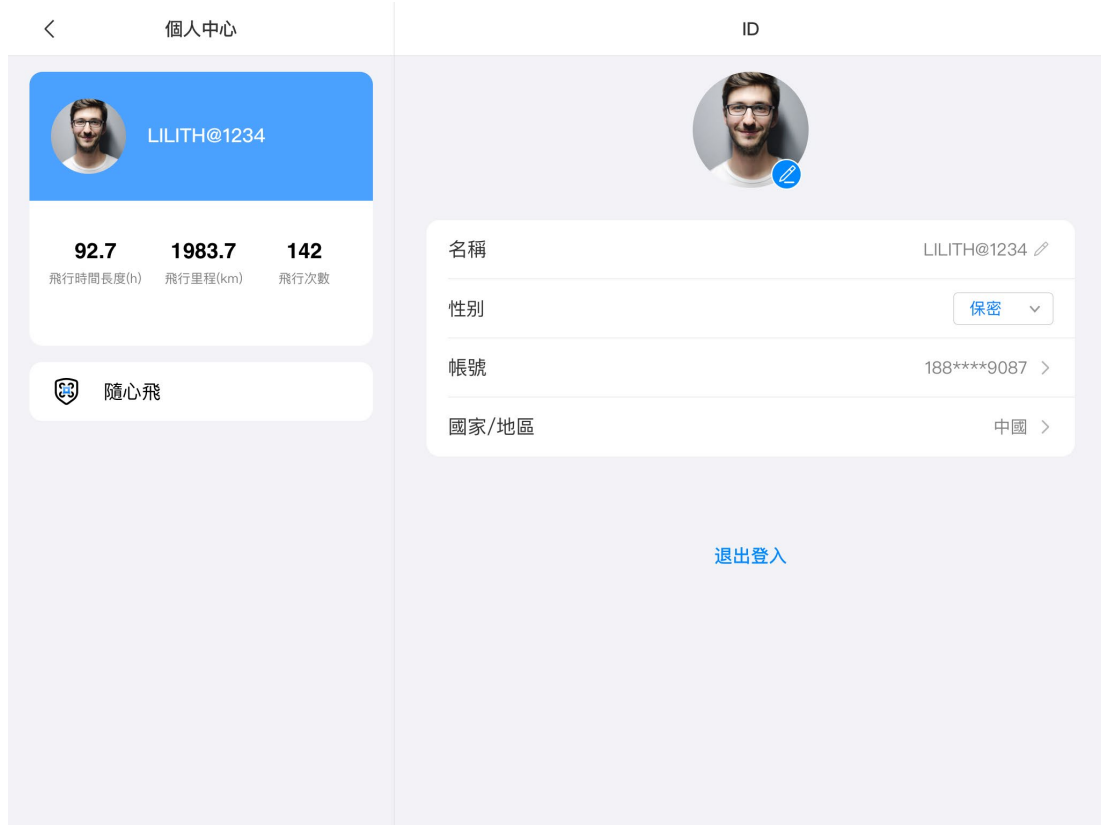 個人中心
LILITH@1234
92.7 1983.7 142
飛行時間長度(h) 飛行里程(km) 飛行次數
隨心飛
ID
名稱 LILITH@1234
性別 保密
帳號 188****9087
國家/地區 中國
退出登入